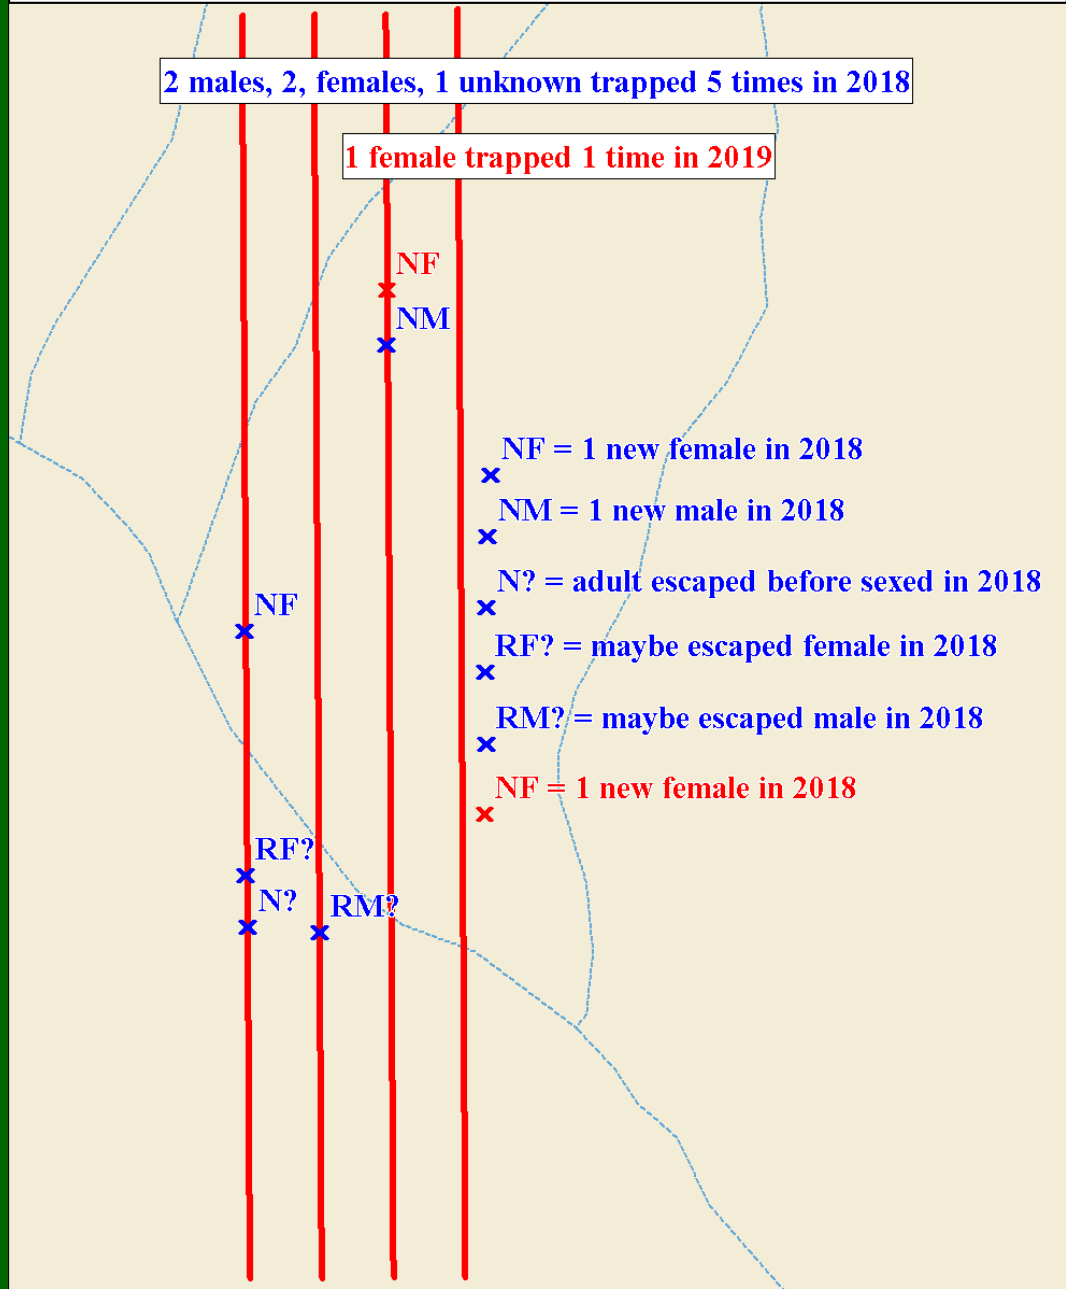 2 males, 2, females, 1 unknown trapped 5 times in 2018
1 female trapped 1 time in 2019
NF
NM
NF = 1 new female in 2018
NM = 1 new male in 2018
N? = adult escaped before sexed in 2018
NF
RF? = maybe escaped female in 2018
RM? = maybe escaped male in 2018
NF = 1 new female in 2018
RF?
N?
RM?